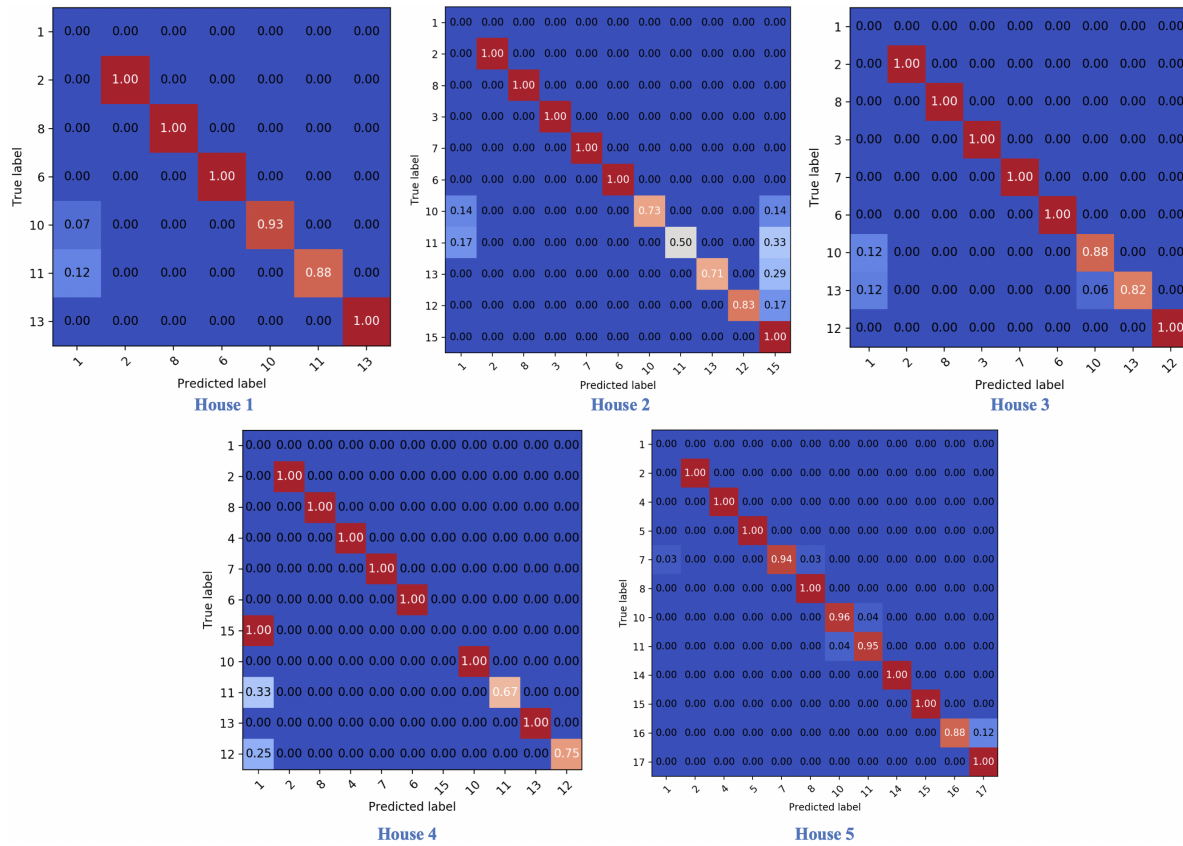 1 0.00 0.00 0.00 0.00 0.00 0.00 0.00
2 0.00 1.00 0.00 0.00 0.00 0.00 0.00
8 0.00 0.00 1.00 0.00 0.00 0.00 0.00
6 0.00 0.00 0.00 1.00 0.00 0.00 0.00
10 0.07 0.00 0.00 0.00 0.93 0.00 0.00
11 0.12 0.00 0.00 0.00 0.00 0.88 0.00
13 0.00 0.00 0.00 0.00 0.00 0.00 1.00
True label
1 2 8 6 10 11 13
Predicted label
House 1
1 0.00 0.00 0.00 0.00 0.00 0.00 0.00 0.00 0.00 0.00 0.00
2 0.00 1.00 0.00 0.00 0.00 0.00 0.00 0.00 0.00 0.00 0.00
8 0.00 0.00 1.00 0.00 0.00 0.00 0.00 0.00 0.00 0.00 0.00
3 0.00 0.00 0.00 1.00 0.00 0.00 0.00 0.00 0.00 0.00 0.00
7 0.00 0.00 0.00 0.00 1.00 0.00 0.00 0.00 0.00 0.00 0.00
6 0.00 0.00 0.00 0.00 0.00 1.00 0.00 0.00 0.00 0.00 0.00
10 0.14 0.00 0.00 0.00 0.00 0.00 0.73 0.00 0.00 0.00 0.14
11 0.17 0.00 0.00 0.00 0.00 0.00 0.00 0.50 0.00 0.00 0.33
13 0.00 0.00 0.00 0.00 0.00 0.00 0.00 0.00 0.71 0.00 0.29
12 0.00 0.00 0.00 0.00 0.00 0.00 0.00 0.00 0.00 0.83 0.17
15 0.00 0.00 0.00 0.00 0.00 0.00 0.00 0.00 0.00 0.00 1.00
True label
1 2 8 3 7 6 10 11 13 12 15
Predicted label
House 2
1 0.00 0.00 0.00 0.00 0.00 0.00 0.00 0.00 0.00
2 0.00 1.00 0.00 0.00 0.00 0.00 0.00 0.00 0.00
8 0.00 0.00 1.00 0.00 0.00 0.00 0.00 0.00 0.00
3 0.00 0.00 0.00 1.00 0.00 0.00 0.00 0.00 0.00
7 0.00 0.00 0.00 0.00 1.00 0.00 0.00 0.00 0.00
6 0.00 0.00 0.00 0.00 0.00 1.00 0.00 0.00 0.00
10 0.12 0.00 0.00 0.00 0.00 0.00 0.88 0.00 0.00
13 0.12 0.00 0.00 0.00 0.00 0.00 0.06 0.82 0.00
12 0.00 0.00 0.00 0.00 0.00 0.00 0.00 0.00 1.00
True label
1 2 8 3 7 6 10 13 12
Predicted label
House 3
1 0.00 0.00 0.00 0.00 0.00 0.00 0.00 0.00 0.00 0.00 0.00
2 0.00 1.00 0.00 0.00 0.00 0.00 0.00 0.00 0.00 0.00 0.00
8 0.00 0.00 1.00 0.00 0.00 0.00 0.00 0.00 0.00 0.00 0.00
4 0.00 0.00 0.00 1.00 0.00 0.00 0.00 0.00 0.00 0.00 0.00
7 0.00 0.00 0.00 0.00 1.00 0.00 0.00 0.00 0.00 0.00 0.00
6 0.00 0.00 0.00 0.00 0.00 1.00 0.00 0.00 0.00 0.00 0.00
15 1.00 0.00 0.00 0.00 0.00 0.00 0.00 0.00 0.00 0.00 0.00
10 0.00 0.00 0.00 0.00 0.00 0.00 0.00 1.00 0.00 0.00 0.00
11 0.33 0.00 0.00 0.00 0.00 0.00 0.00 0.00 0.67 0.00 0.00
13 0.00 0.00 0.00 0.00 0.00 0.00 0.00 0.00 0.00 1.00 0.00
12 0.25 0.00 0.00 0.00 0.00 0.00 0.00 0.00 0.00 0.00 0.75
True label
1 2 8 4 7 6 15 10 11 13 12
Predicted label
House 4
1 0.00 0.00 0.00 0.00 0.00 0.00 0.00 0.00 0.00 0.00 0.00 0.00
2 0.00 1.00 0.00 0.00 0.00 0.00 0.00 0.00 0.00 0.00 0.00 0.00
4 0.00 0.00 1.00 0.00 0.00 0.00 0.00 0.00 0.00 0.00 0.00 0.00
5 0.00 0.00 0.00 1.00 0.00 0.00 0.00 0.00 0.00 0.00 0.00 0.00
7 0.03 0.00 0.00 0.00 0.94 0.03 0.00 0.00 0.00 0.00 0.00 0.00
8 0.00 0.00 0.00 0.00 0.00 1.00 0.00 0.00 0.00 0.00 0.00 0.00
10 0.00 0.00 0.00 0.00 0.00 0.00 0.96 0.04 0.00 0.00 0.00 0.00
11 0.00 0.00 0.00 0.00 0.00 0.00 0.04 0.95 0.00 0.00 0.00 0.00
14 0.00 0.00 0.00 0.00 0.00 0.00 0.00 0.00 1.00 0.00 0.00 0.00
15 0.00 0.00 0.00 0.00 0.00 0.00 0.00 0.00 0.00 1.00 0.00 0.00
16 0.00 0.00 0.00 0.00 0.00 0.00 0.00 0.00 0.00 0.00 0.88 0.12
17 0.00 0.00 0.00 0.00 0.00 0.00 0.00 0.00 0.00 0.00 0.00 1.00
True label
1 2 4 5 7 8 10 11 14 15 16 17
Predicted label
House 5